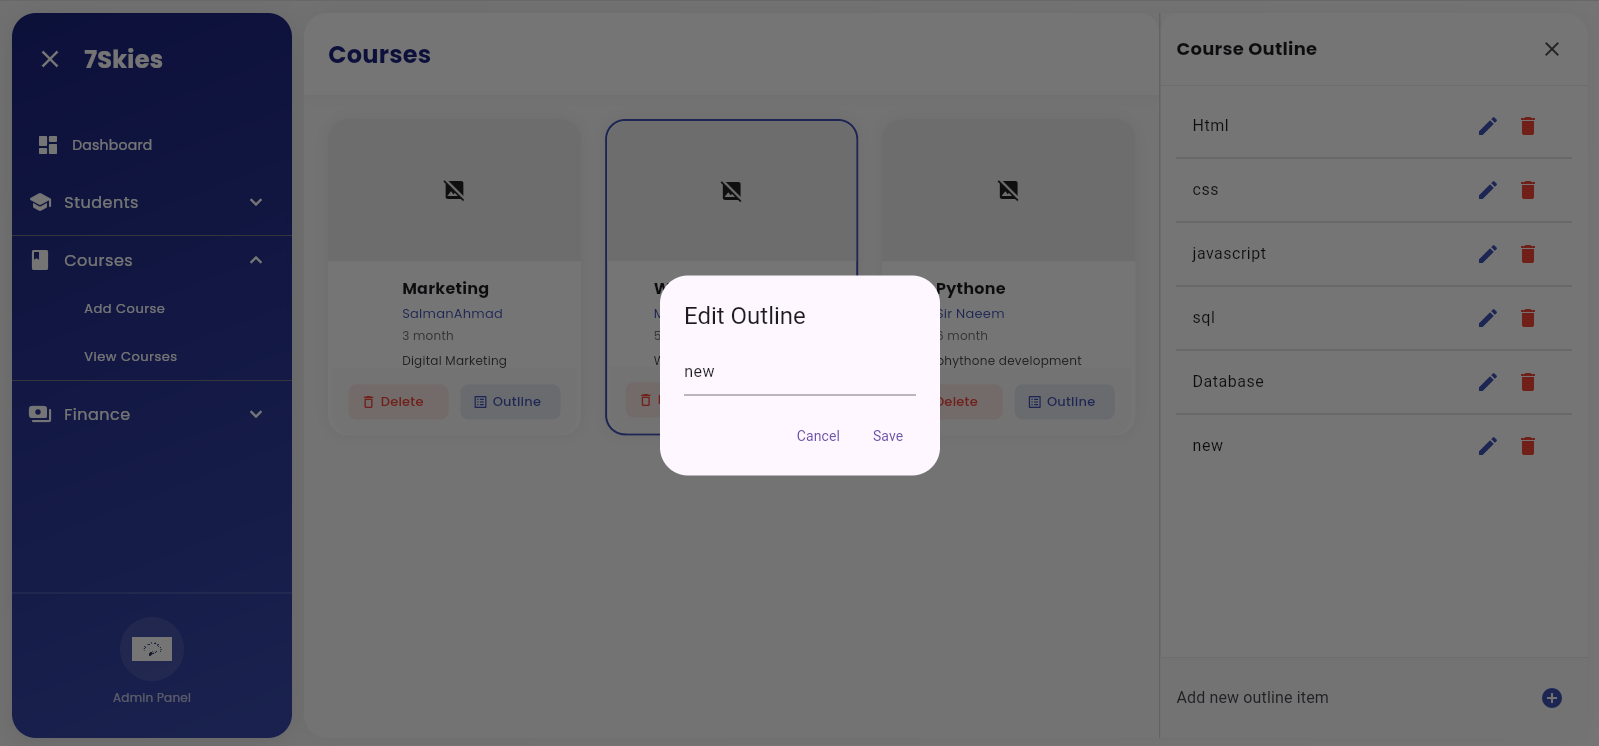 7Skies
Dashboard
Students
Courses
Add Course
View Courses
Finance
Admin Panel
Courses
Marketing
SalmanAhmad
3 month
Digital Marketing
Delete
Outline
Pythone
Sir Naeem
6 month
phythone development
Delete
Outline
Edit Outline
new
Cancel
Save
Course Outline
Html
css
javascript
sql
Database
new
Add new outline item